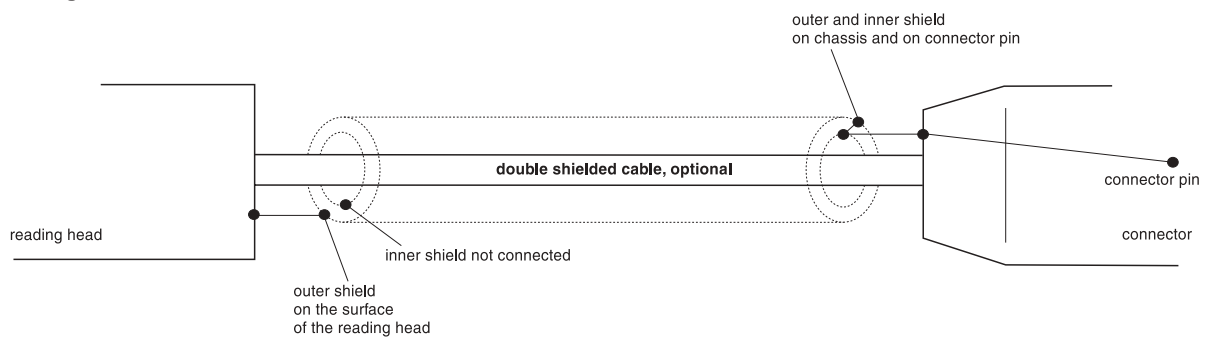 outer and inner shield
on chassis and on connector pin
double shielded cable, optional
connector pin
reading head
connector
inner shield not connected
outer shield
on the surface
of the reading head